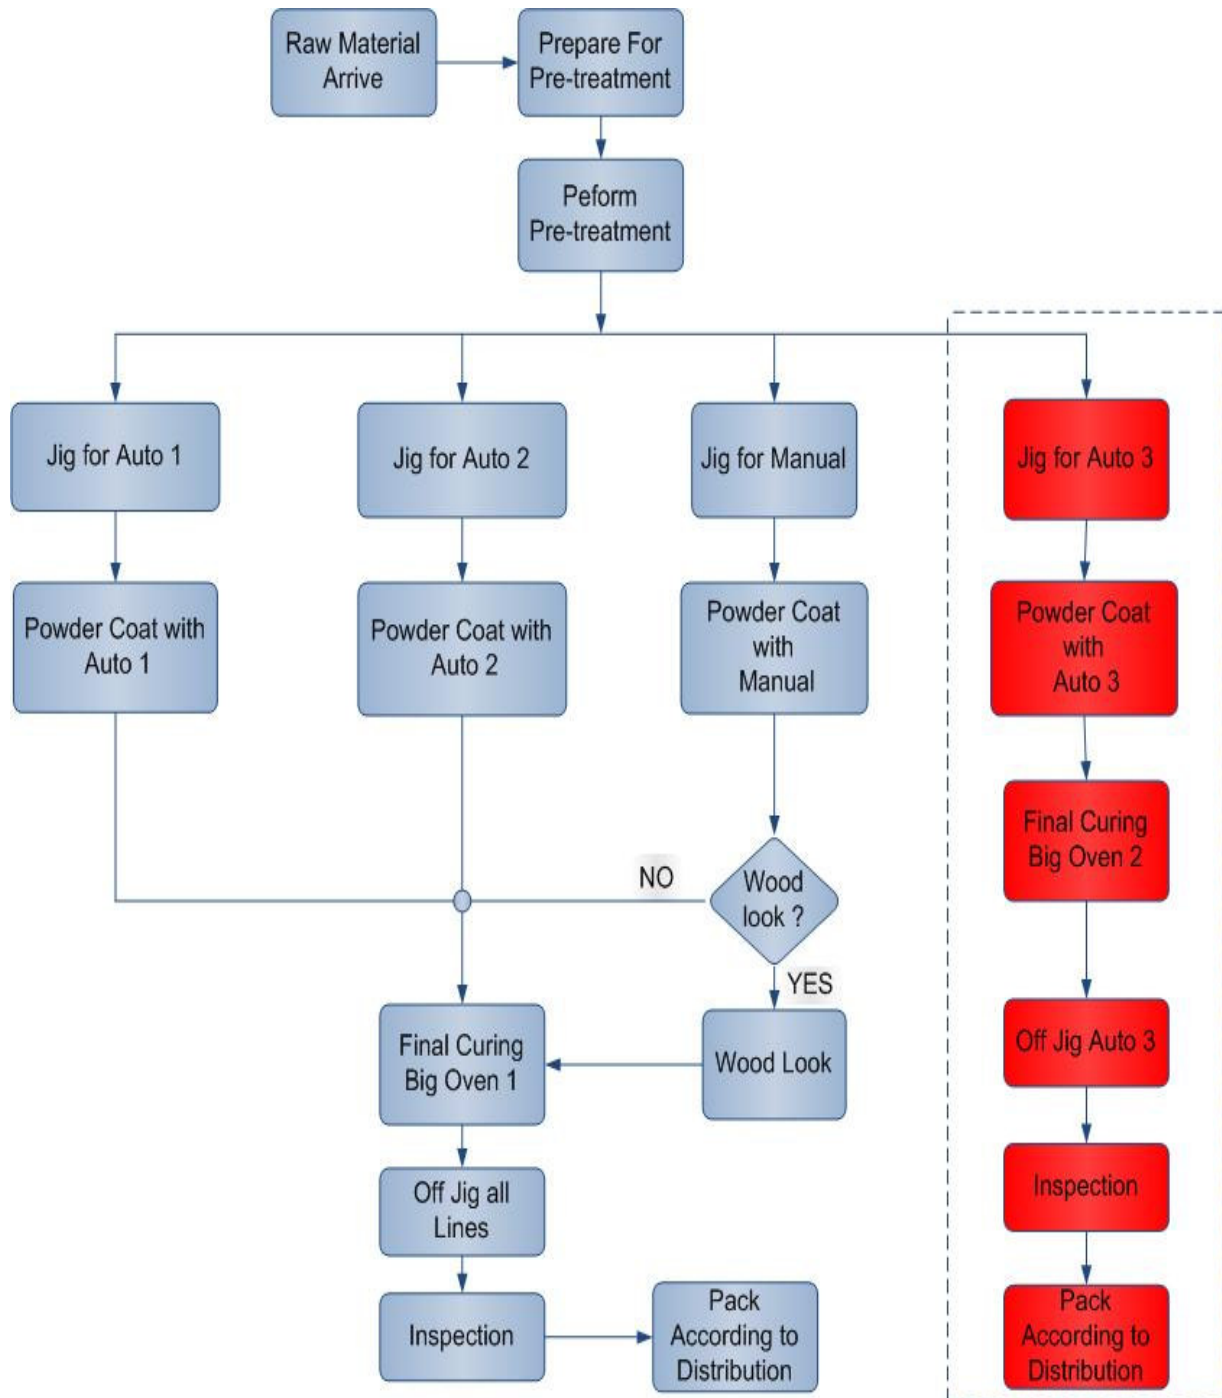 Raw Material
Arrive
Prepare For
Pre-treatment
Peform
Pre-treatment
Jig for Auto 1
Jig for Auto 2
Jig for Manual
Jig for Auto 3
Powder Coat with
Auto 1
Powder Coat with
Auto 2
Powder Coat
with
Manual
Powder Coat
with
Auto 3
NO
Wood
look ?
YES
Final Curing
Big Oven 2
Final Curing
Big Oven 1
Wood Look
Off Jig Auto 3
Off Jig all
Lines
Inspection
Inspection
Pack
According to
Distribution
Pack
According to
Distribution